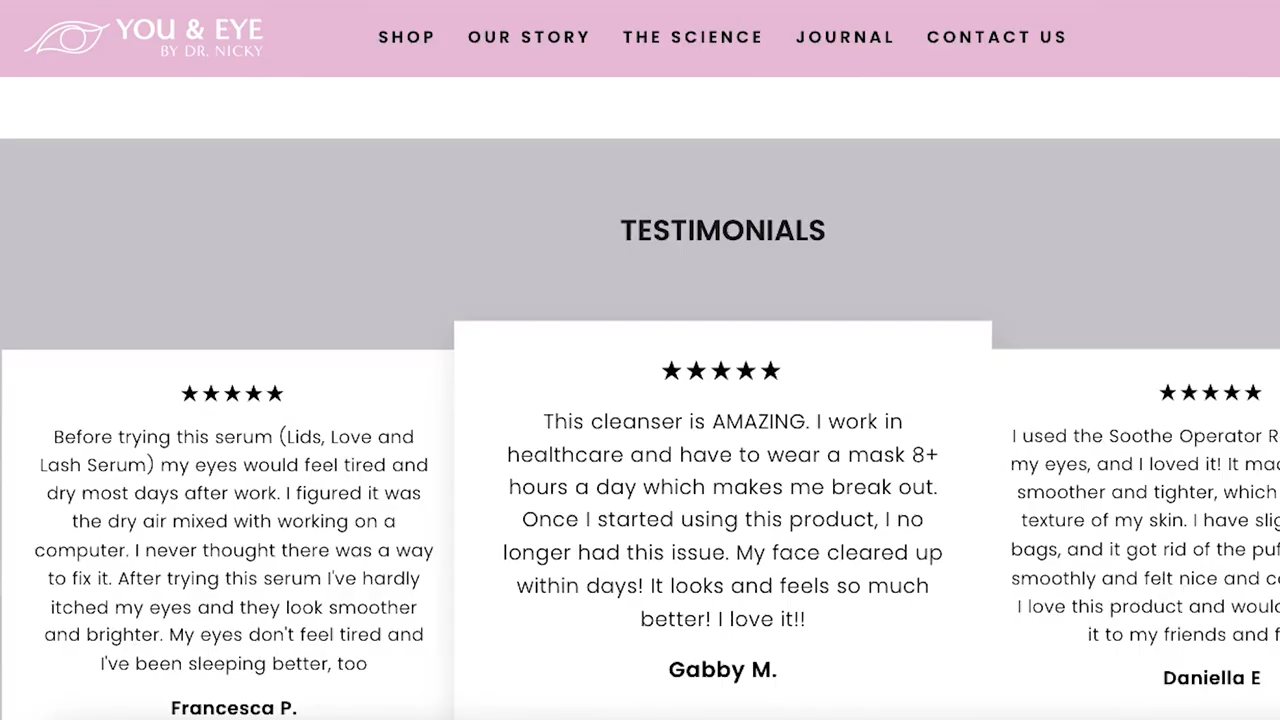 YOU & EYE
BY DR. NICKY
SHOP
OUR STORY
THE SCIENCE
JOURNAL
CONTACT US
TESTIMONIALS
★★★★★
Before trying this serum (Lids, Love and
Lash Serum) my eyes would feel tired and
dry most days after work. I figured it was
the dry air mixed with working on a
computer. I never thought there was a way
to fix it. After trying this serum I've hardly
itched my eyes and they look smoother
and brighter. My eyes don't feel tired and
I've been sleeping better, too
Francesca P.
★★★★★
This cleanser is AMAZING. I work in
healthcare and have to wear a mask 8+
hours a day which makes me break out.
Once I started using this product, I no
longer had this issue. My face cleared up
within days! It looks and feels so much
better! I love it!!
Gabby M.
★★★★★
I used the Soothe Operator
my eyes, and I loved it! It
smoother and tighter, which
texture of my skin. I have
bags, and it got rid of the
smoothly and felt nice and
I love this product and
it to my friends and
Daniella E